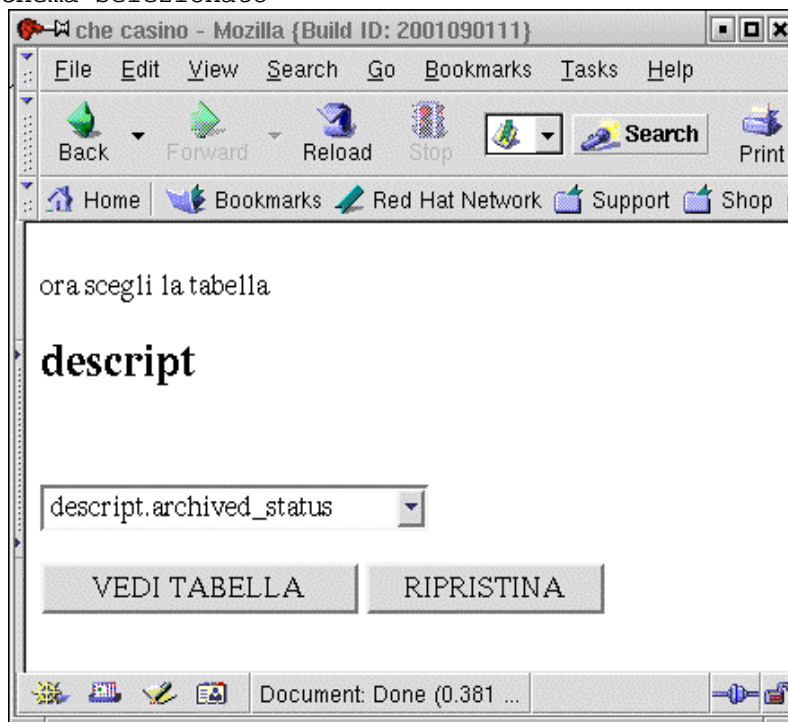 schema selezionato
che casino - Mozilla {Build ID: 2001090111}
File Edit View Search Go Bookmarks Tasks Help
Back Forward Reload Stop Search Print
Home Bookmarks Red Hat Network Support Shop
ora scegli la tabella
descript
descript.archived_status
VEDI TABELLA RIPRISTINA
Document: Done (0.381 ...